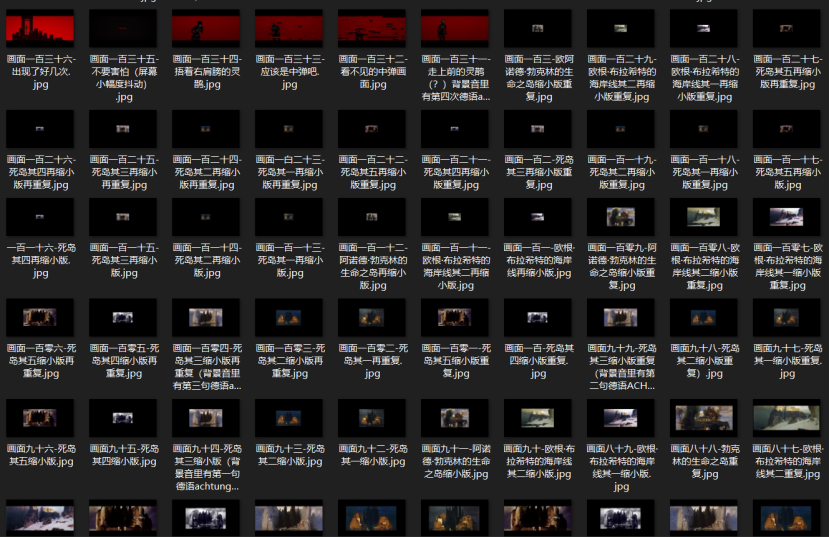 .jpg
.jpg
画面一百三十六-
出现了好几次.
jpg
画面一百三十五-
不要害怕（屏幕
小幅度抖动）
.jpg
画面一百三十四-
捂着右肩膀的灵
鹊.jpg
画面一百三十三-
应该是中弹吧.
jpg
画面一百三十二-
看不见的中弹画
面.jpg
画面一百三十一-
走上前的灵鹊
（？）背景音里
有第四次德语a...
画面一百三-欧阿
诺德·勃克林的生
命之岛缩小版重
复.jpg
画面一百二十九-
欧根·布拉希特的
海岸线其二再缩
小版重复.jpg
画面一百二十八-
欧根·布拉希特的
海岸线其一再缩
小版重复.jpg
画面一百二十七-
死岛其五再缩小
版再重复.jpg
画面一百二十六-
死岛其四再缩小
版再重复.jpg
画面一百二十五-
死岛其三再缩小
版再重复.jpg
画面一百二十四-
死岛其二再缩小
版再重复.jpg
画面一白二十三-
死岛其一再缩小
版再重复.jpg
画面一百二十二-
死岛其五再缩小
版重复.jpg
画面一百二十一-
死岛其四再缩小
版重复.jpg
画面一百二-死岛
其三再缩小版重
复.jpg
画面一百一十九-
死岛其二再缩小
版重复.jpg
画面一百一十八-
死岛其一再缩小
版重复.jpg
画面一百一十七-
死岛其五再缩小
版.jpg
一百一十六-死岛
其四再缩小版.
jpg
画面一百一十五-
死岛其三再缩小
版.jpg
画面一百一十四-
死岛其二再缩小
版.jpg
画面一百一十三-
死岛其一再缩小
版.jpg
画面一百一十二-
阿诺德·勃克林的
生命之岛再缩小
版.jpg
画面一百一十一-
欧根·布拉希特的
海岸线其二再缩
小版.jpg
画面一百一-欧根·
布拉希特的海岸
线再缩小版.jpg
画面一百零九-阿
诺德·勃克林的生
命之岛缩小版重
复.jpg
画面一百零八-欧
根·布拉希特的海
岸线其二缩小版
重复.jpg
画面一百零七-欧
根·布拉希特的海
岸线其一缩小版
重复.jpg
画面一百零六-死
岛其五缩小版再
重复.jpg
画面一百零五-死
岛其四缩小版再
重复.jpg
画面一百零四-死
岛其三缩小版再
重复（背景音里
有第三句德语a...
画面一百零三-死
岛其二缩小版再
重复.jpg
画面一百零二-死
岛其一再重复.
jpg
画面一百零一-死
岛其五缩小版重
复.jpg
画面一百-死岛其
四缩小版重复.
jpg
画面九十九-死岛
其三缩小版重复
（背景音里有第
二句德语ACH...
画面九十八-死岛
其二缩小版重
复）.jpg
画面九十七-死岛
其一缩小版重复
.jpg
画面九十六-死岛
其五缩小版.jpg
画面九十五-死岛
其四缩小版.jpg
画面九十四-死岛
其三缩小版（背
景音里有第一句
德语achtung...
画面九十三-死岛
其二缩小版.jpg
画面九十二-死岛
其一缩小版.jpg
画面九十一-阿诺
德·勃克林的生命
之岛缩小版.jpg
画面九十-欧根·布
拉希特的海岸线
其二缩小版.jpg
画面八十九-欧根·
布拉希特的海岸
线其一缩小版.
jpg
画面八十八-勃克
林的生命之岛重
复.jpg
画面八十七-欧根·
布拉希特的海岸
线其二重复.jpg